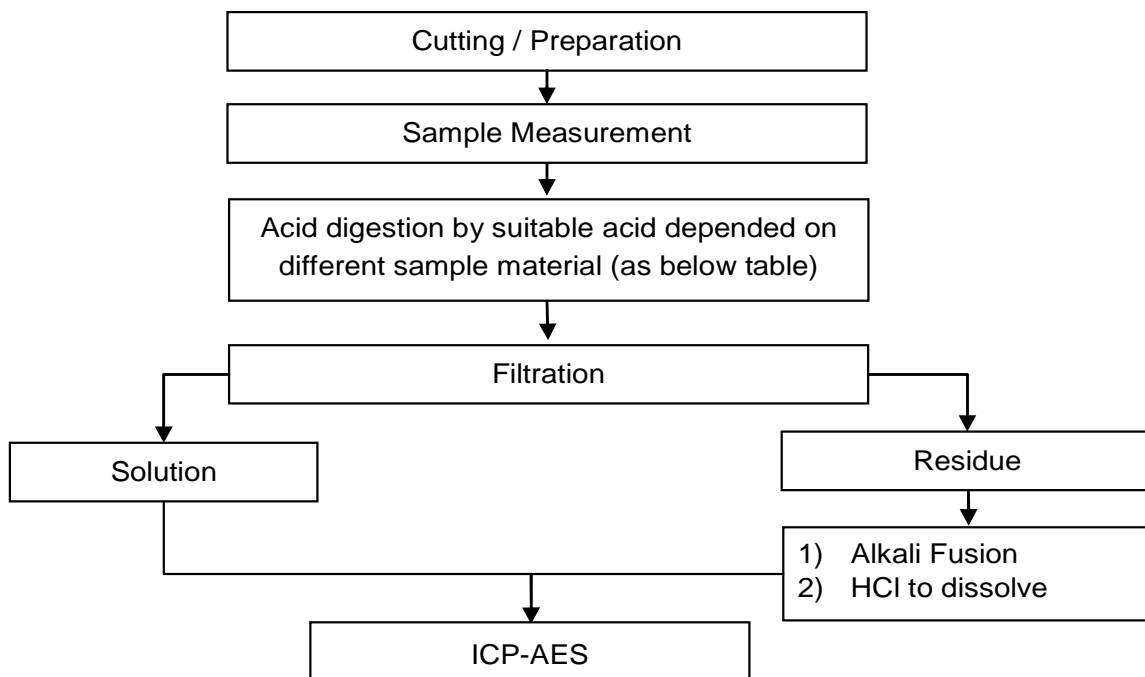 Cutting / Preparation
Sample Measurement
Acid digestion by suitable acid depended on
different sample material (as below table)
Filtration
Solution
Residue
1) Alkali Fusion
2) HCl to dissolve
ICP-AES